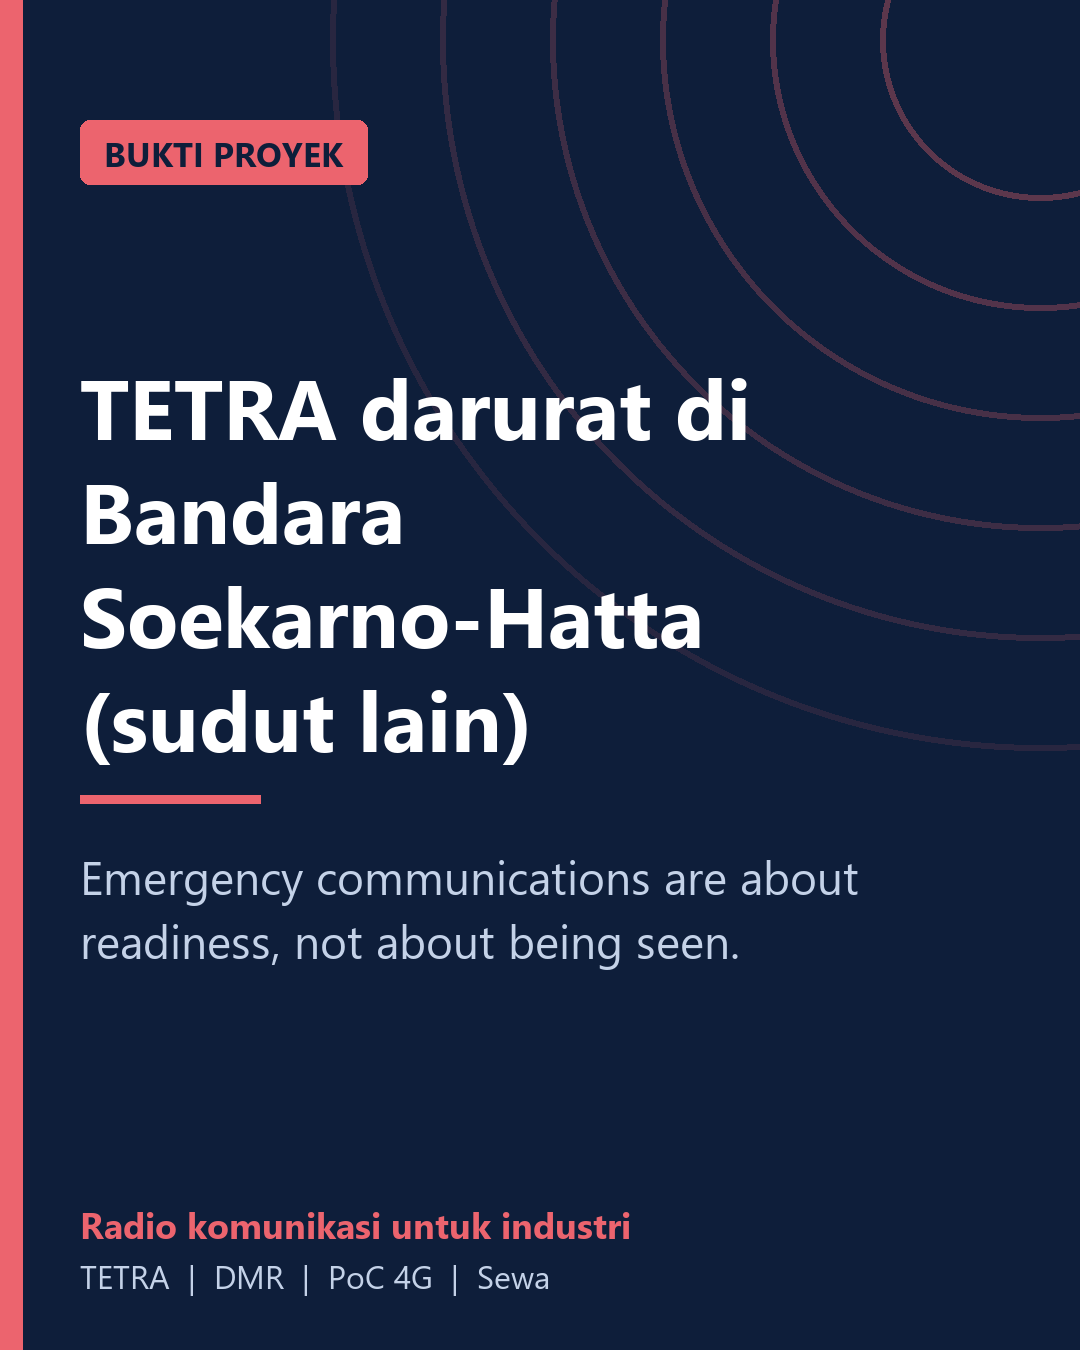 BUKTI PROYEK
TETRA darurat di
Bandara
Soekarno-Hatta
(sudut lain)
Emergency communications are about
readiness, not about being seen.
Radio komunikasi untuk industri
TETRA | DMR | PoC 4G | Sewa